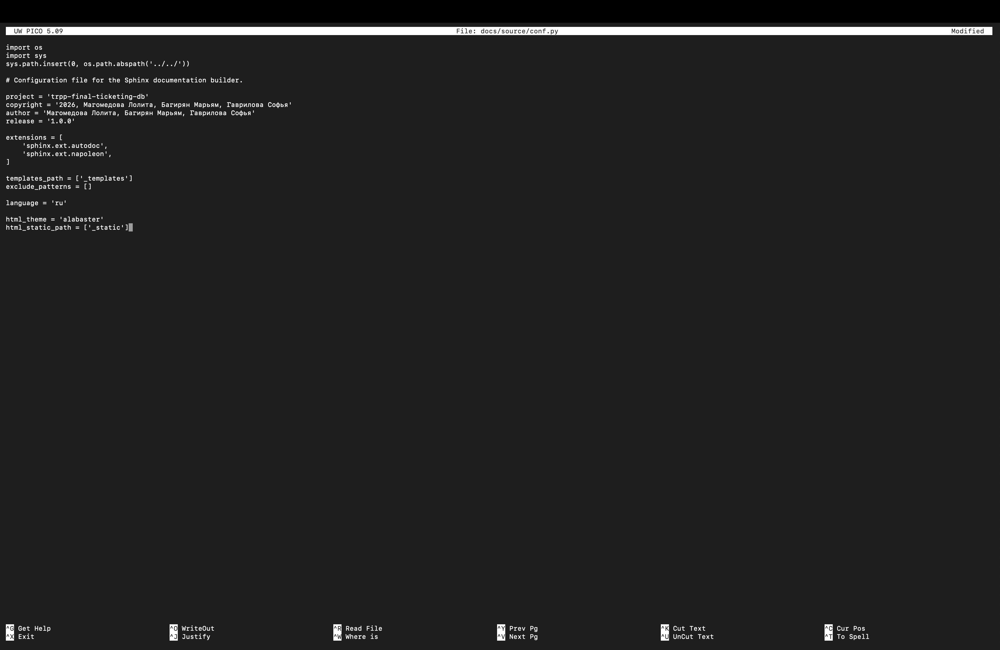 UW PICO 5.09 File: docs/source/conf.py Modified
import os
import sys
sys.path.insert(0, os.path.abspath('../../'))
# Configuration file for the Sphinx documentation builder.
project = 'trpp-final-ticketing-db'
copyright = '2026, Магомедова Лолита, Багирян Марьям, Гаврилова Софья'
author = 'Магомедова Лолита, Багирян Марьям, Гаврилова Софья'
release = '1.0.0'
extensions = [
    'sphinx.ext.autodoc',
    'sphinx.ext.napoleon',
]
templates_path = ['_templates']
exclude_patterns = []
language = 'ru'
html_theme = 'alabaster'
html_static_path = ['_static']
^G Get Help ^O WriteOut ^R Read File ^Y Prev Pg ^K Cut Text ^C Cur Pos
^X Exit ^J Justify ^W Where is ^V Next Pg ^U UnCut Text ^T To Spell